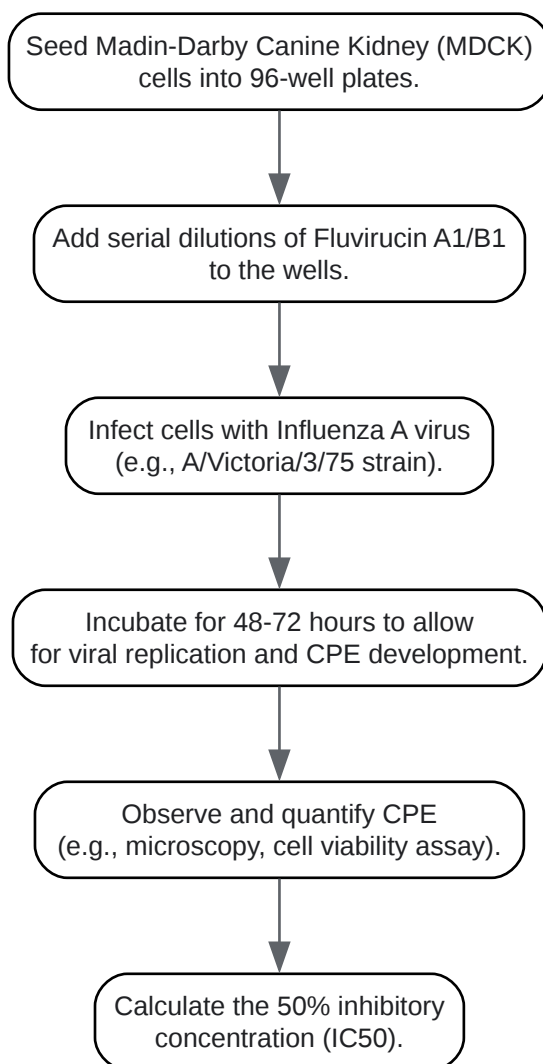 Seed Madin-Darby Canine Kidney (MDCK)
cells into 96-well plates.
Add serial dilutions of Fluvirucin A1/B1
to the wells.
Infect cells with Influenza A virus
(e.g., A/Victoria/3/75 strain).
Incubate for 48-72 hours to allow
for viral replication and CPE development.
Observe and quantify CPE
(e.g., microscopy, cell viability assay).
Calculate the 50% inhibitory
concentration (IC50).